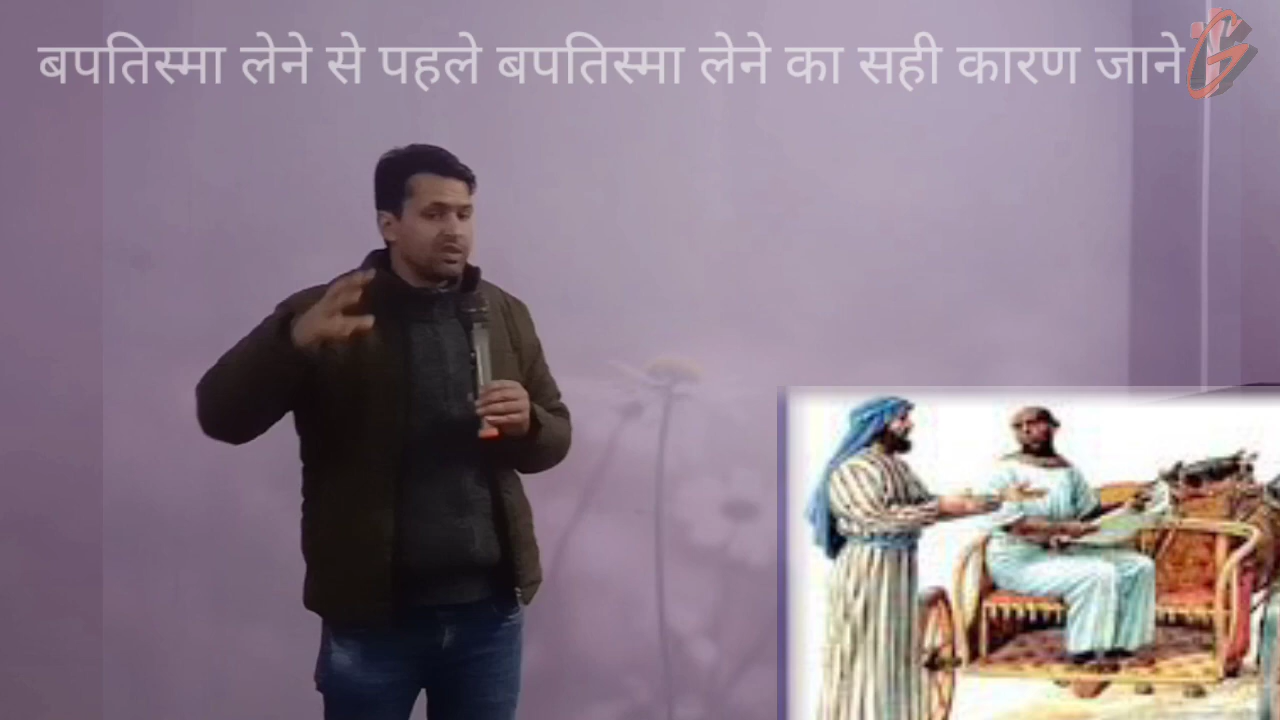 बपतिस्मा लेने से पहले बपतिस्मा लेने का सही कारण जाने